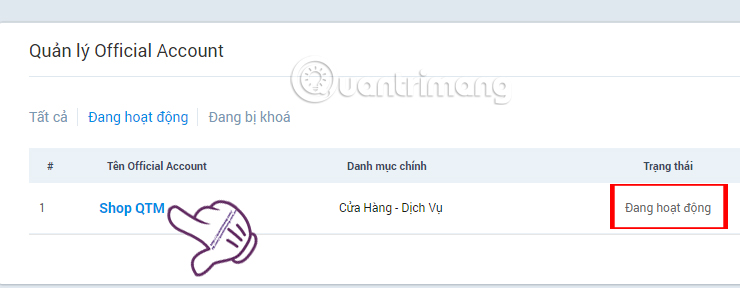 Quản lý Official Account
Quantrimang
Tất cả Đang hoạt động Đang bị khoá
# Tên Official Account Danh mục chính Trạng thái
1 Shop QTM Cửa Hàng - Dịch Vụ Đang hoạt động